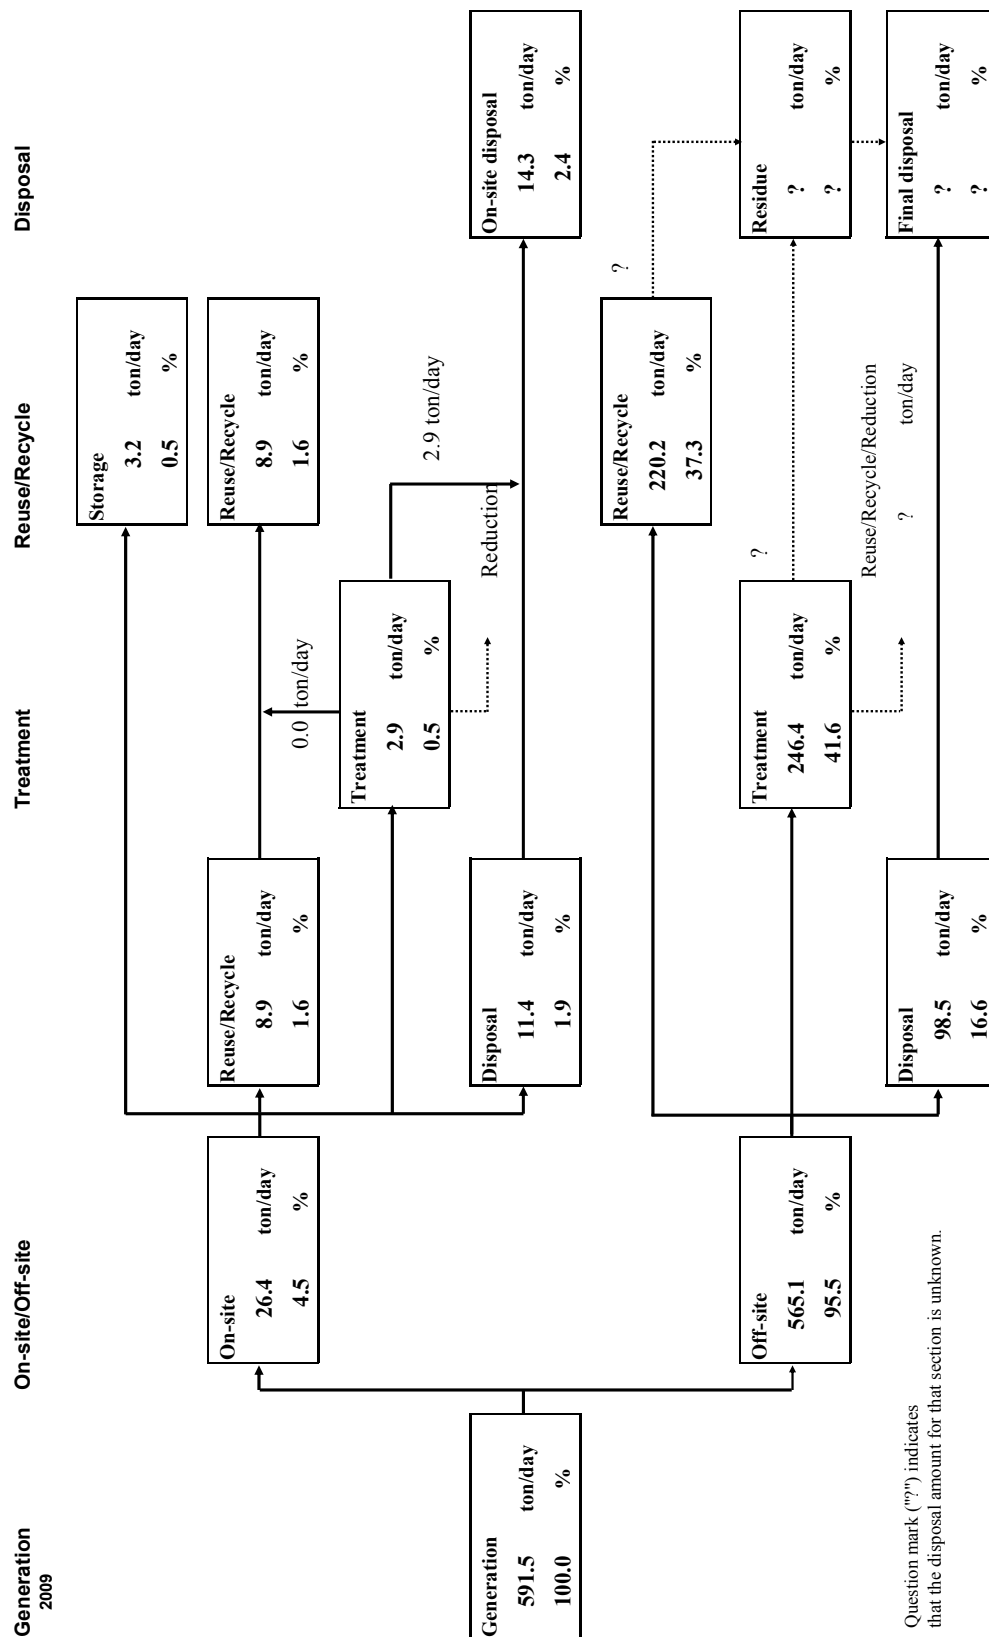 Generation
2009
On-site/Off-site
Treatment
Reuse/Recycle
Disposal
Generation
591.5 ton/day
100.0 %
On-site
26.4 ton/day
4.5 %
Off-site
565.1 ton/day
95.5 %
Reuse/Recycle
8.9 ton/day
1.6 %
Disposal
11.4 ton/day
1.9 %
Disposal
98.5 ton/day
16.6 %
0.0 ton/day
Treatment
2.9 ton/day
0.5 %
Treatment
246.4 ton/day
41.6 %
Storage
3.2 ton/day
0.5 %
Reuse/Recycle
8.9 ton/day
1.6 %
2.9 ton/day
Reduction
Reuse/Recycle
220.2 ton/day
37.3 %
?
?
Reuse/Recycle/Reduction
? ton/day
On-site disposal
14.3 ton/day
2.4 %
Residue
? ton/day
? %
Final disposal
? ton/day
? %
Question mark ("?") indicates
that the disposal amount for that section is unknown.